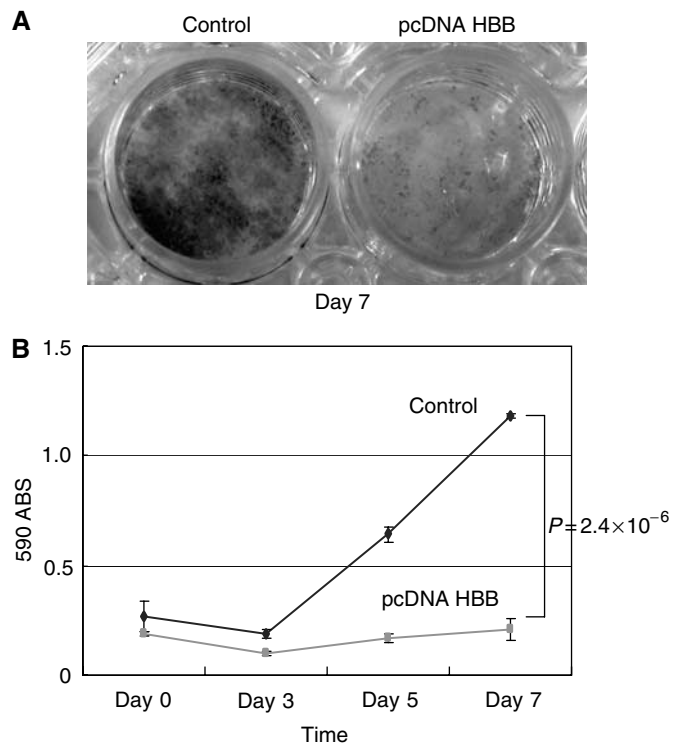 A
Control pcDNA HBB
Day 7
B
1.5
1.0
0.5
0
590 ABS
Control
pcDNA HBB
P=2.4×10⁻⁶
Day 0 Day 3 Day 5 Day 7
Time